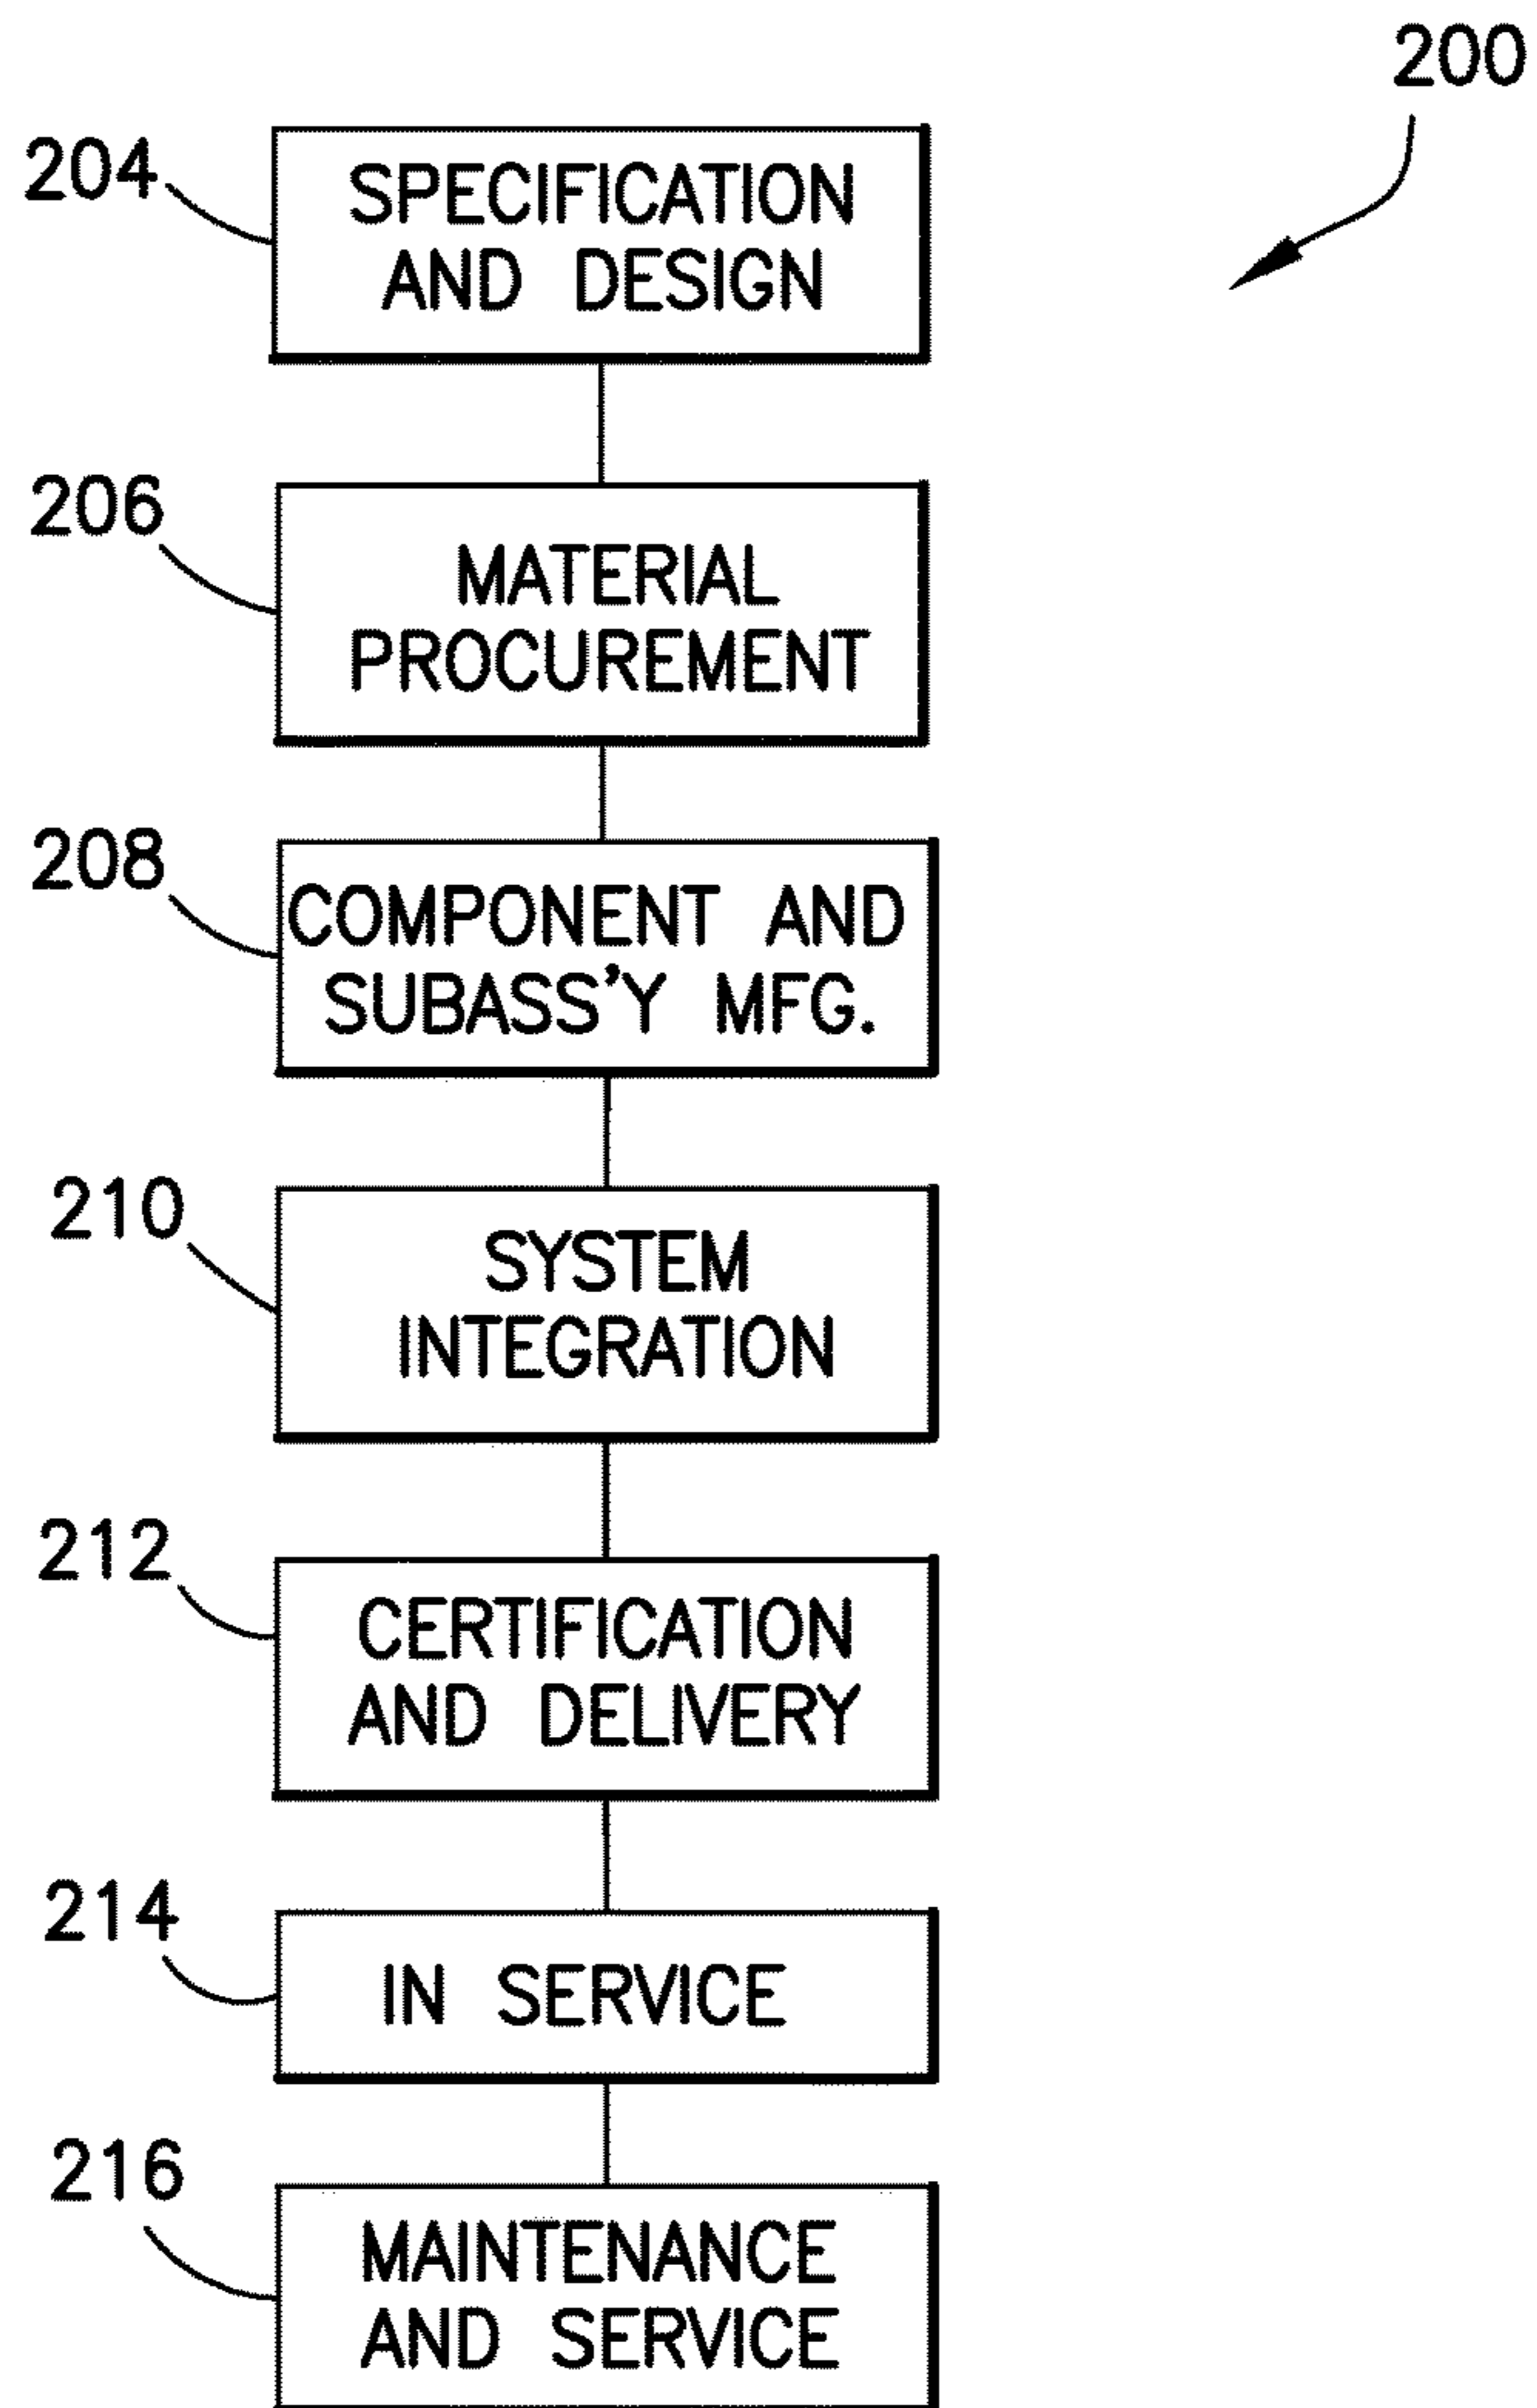 200
204
SPECIFICATION
AND DESIGN
206
MATERIAL
PROCUREMENT
208
COMPONENT AND
SUBASS'Y MFG.
210
SYSTEM
INTEGRATION
212
CERTIFICATION
AND DELIVERY
214
IN SERVICE
216
MAINTENANCE
AND SERVICE